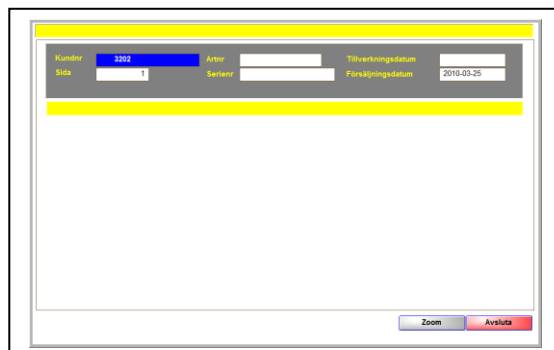 Kundnr 3202 Artnr Tillverkningsdatum
Sida 1 Serienr Försäljningsdatum 2010-03-25
Zoom Avsluta